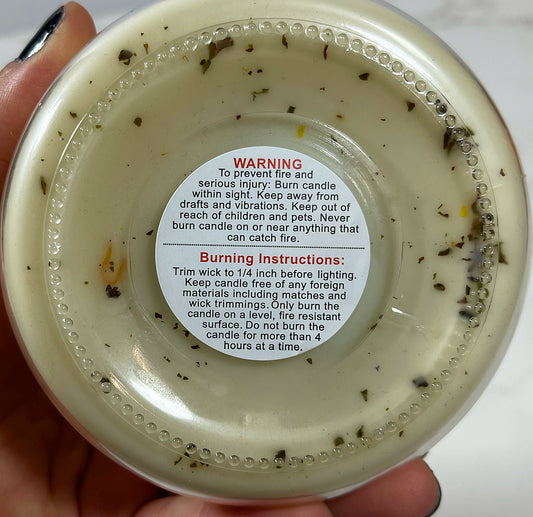 WARNING
To prevent fire and
serious injury: Burn candle
within sight. Keep away from
drafts and vibrations. Keep out of
reach of children and pets. Never
burn candle on or near anything that
can catch fire.
Burning Instructions:
Trim wick to 1/4 inch before lighting.
Keep candle free of any foreign
materials including matches and
wick trimmings. Only burn the
candle on a level, fire resistant
surface. Do not burn the
candle for more than 4
hours at a time.